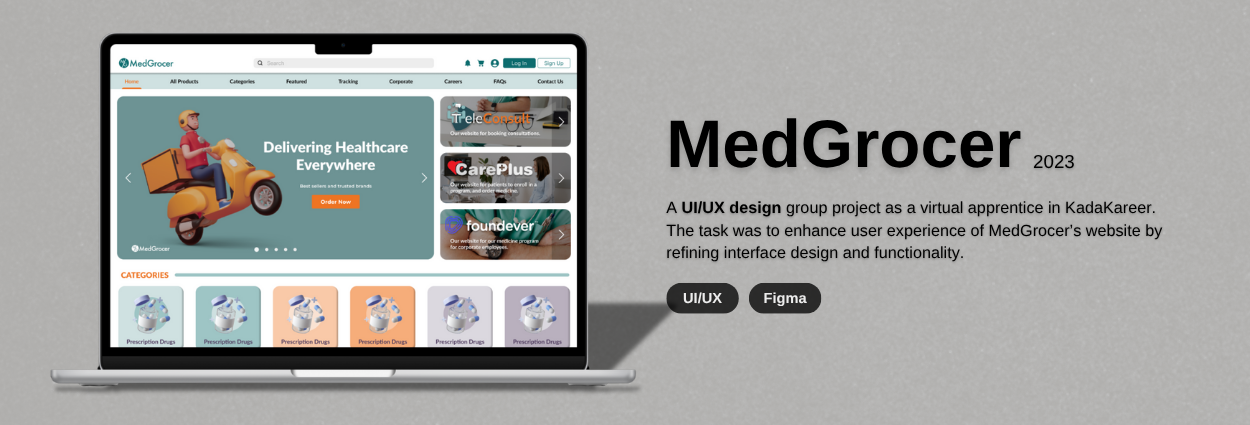 MedGrocer
Search
Log In
Sign Up
Home
All Products
Categories
Featured
Tracking
Corporate
Careers
FAQs
Contact Us
Delivering Healthcare
Everywhere
Best sellers and trusted brands
Order Now
MedGrocer
TeleConsult
Our website for booking consultations.
CarePlus
Our website for patients to enroll in a
program, and order medicine.
foundever
Our website for our medicine program
for corporate employees.
CATEGORIES
Prescription Drugs
Prescription Drugs
Prescription Drugs
Prescription Drugs
Prescription Drugs
Prescription Drugs
MedGrocer 2023
A UI/UX design group project as a virtual apprentice in KadaKareer.
The task was to enhance user experience of MedGrocer's website by
refining interface design and functionality.
UI/UX
Figma